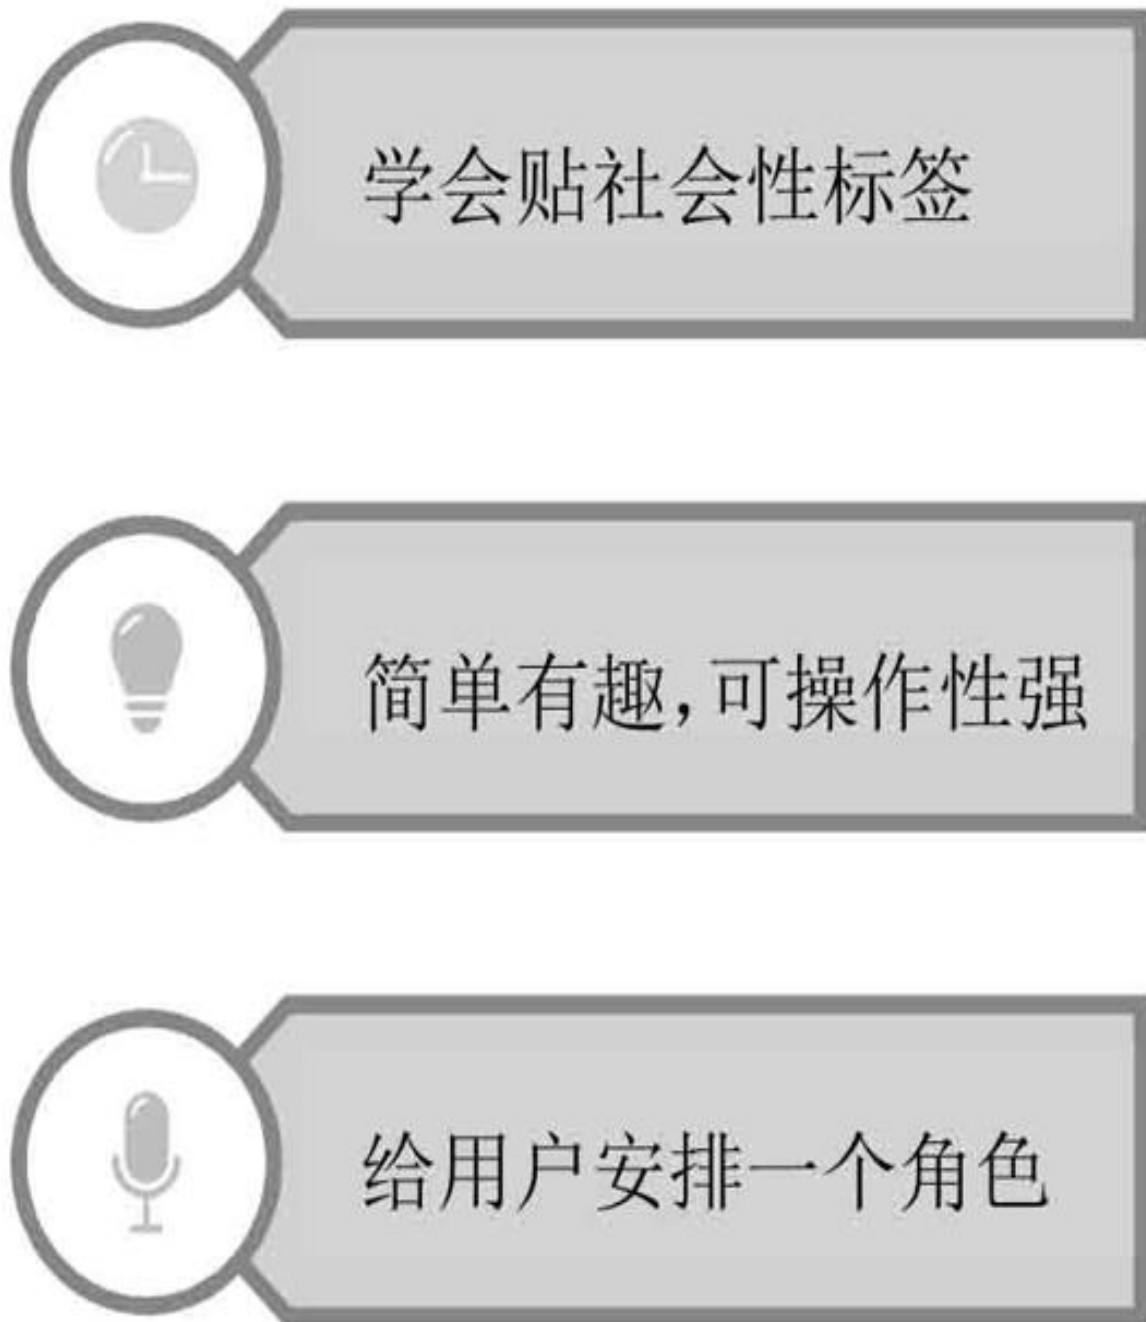 学会贴社会性标签
简单有趣，可操作性强
给用户安排一个角色